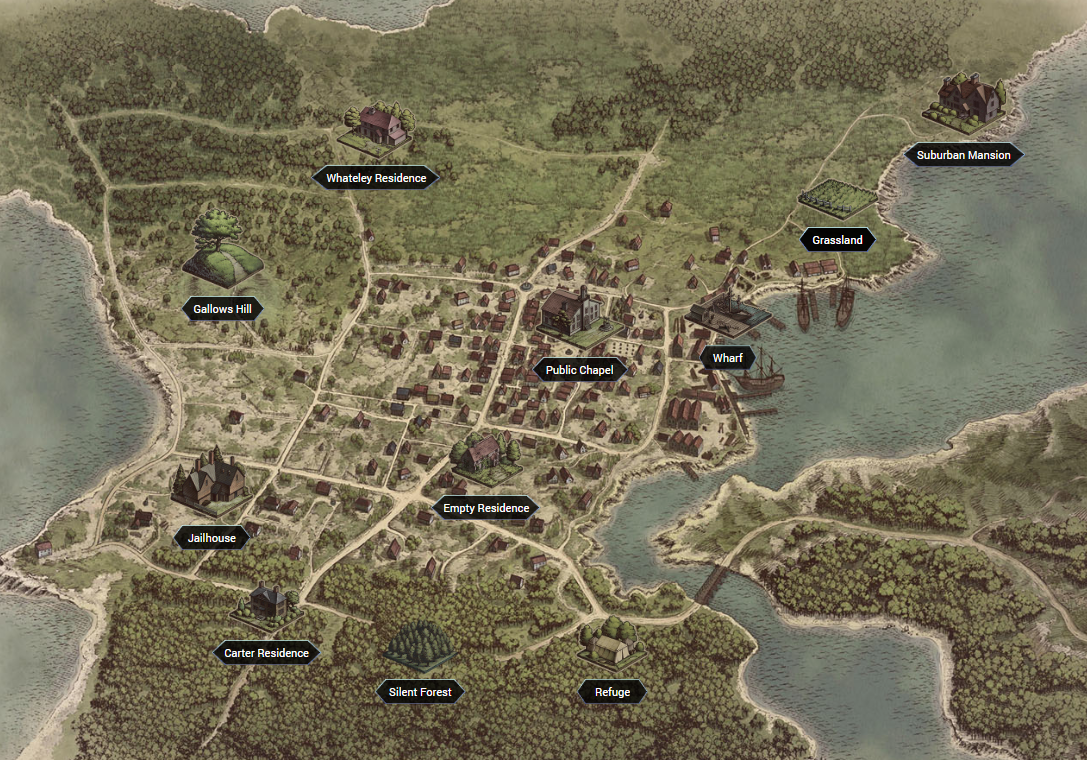 Suburban Mansion
Whateley Residence
Grassland
Gallows Hill
Wharf
Public Chapel
Empty Residence
Jailhouse
Carter Residence
Silent Forest
Refuge